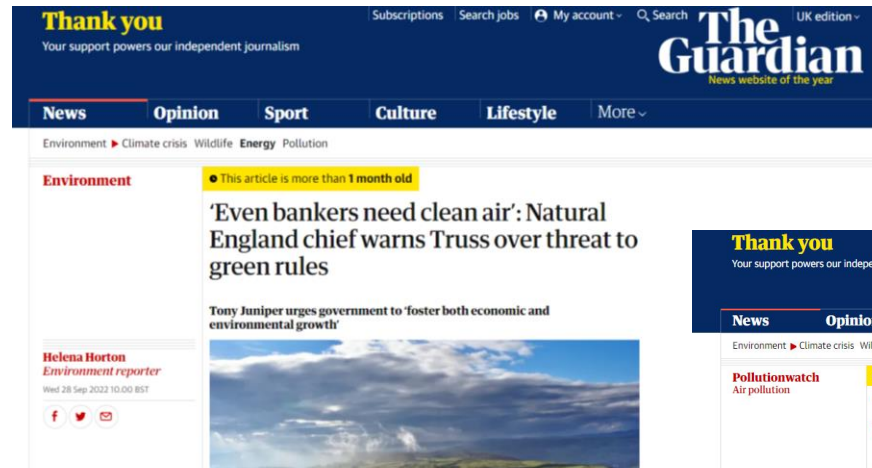 Thank you
Your support powers our independent journalism
Subscriptions Search jobs My account Search UK edition
The
Guardian
News website of the year
News Opinion Sport Culture Lifestyle More
Environment Climate crisis Wildlife Energy Pollution
Environment
This article is more than 1 month old
'Even bankers need clean air': Natural
England chief warns Truss over threat to
green rules
Tony Juniper urges government to 'foster both economic and
environmental growth'
Helena Horton
Environment reporter
Wed 28 Sep 2022 10.00 BST
Thank you
Your support powers our indepe
News Opinio
Environment Climate crisis Wil
Pollutionwatch
Air pollution